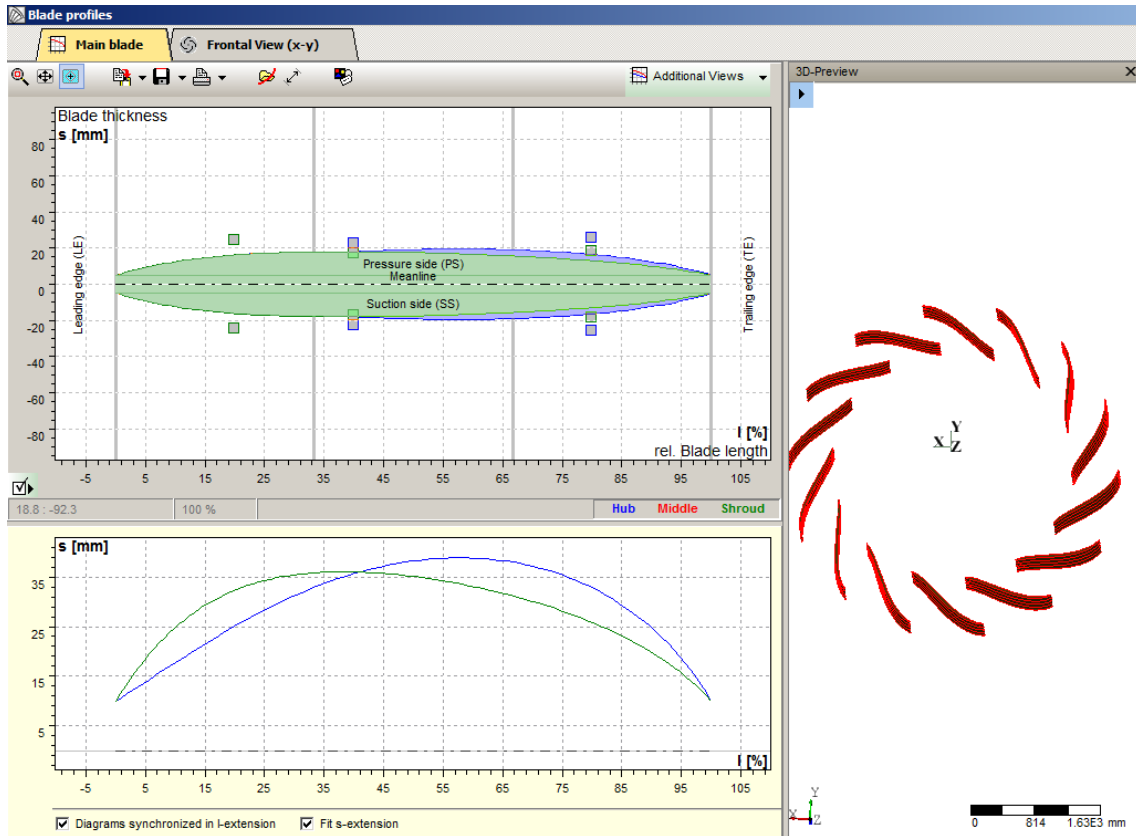 Blade profiles
Main blade
Frontal View (x-y)
Additional Views
3D-Preview
X
Blade thickness
s [mm]
80
60
40
20
0
-20
-40
-60
-80
Leading edge (LE)
Pressure side (PS)
Meanline
Suction side (SS)
Trailing edge (TE)
l [%]
rel. Blade length
-5 5 15 25 35 45 55 65 75 85 95 105
18.8 : -92.3
100 %
Hub Middle Shroud
s [mm]
35
25
15
5
l [%]
-5 5 15 25 35 45 55 65 75 85 95 105
Diagrams synchronized in l-extension
Fit s-extension
Y
X
Z
Y
X
Z
0 814 1.63E3 mm